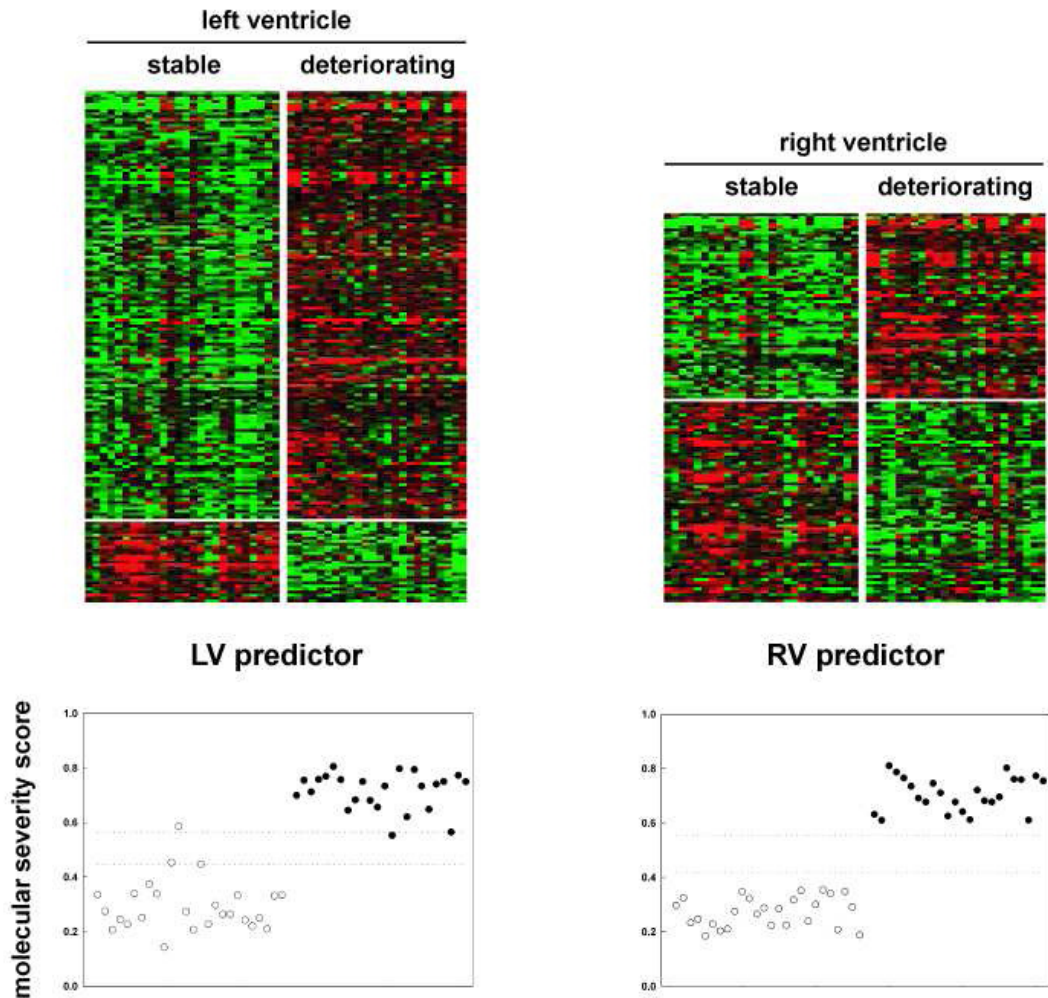 left ventricle
stable deteriorating
right ventricle
stable deteriorating
LV predictor
RV predictor
molecular severity score
1.0
0.8
0.6
0.4
0.2
0.0
1.0
0.8
0.6
0.4
0.2
0.0